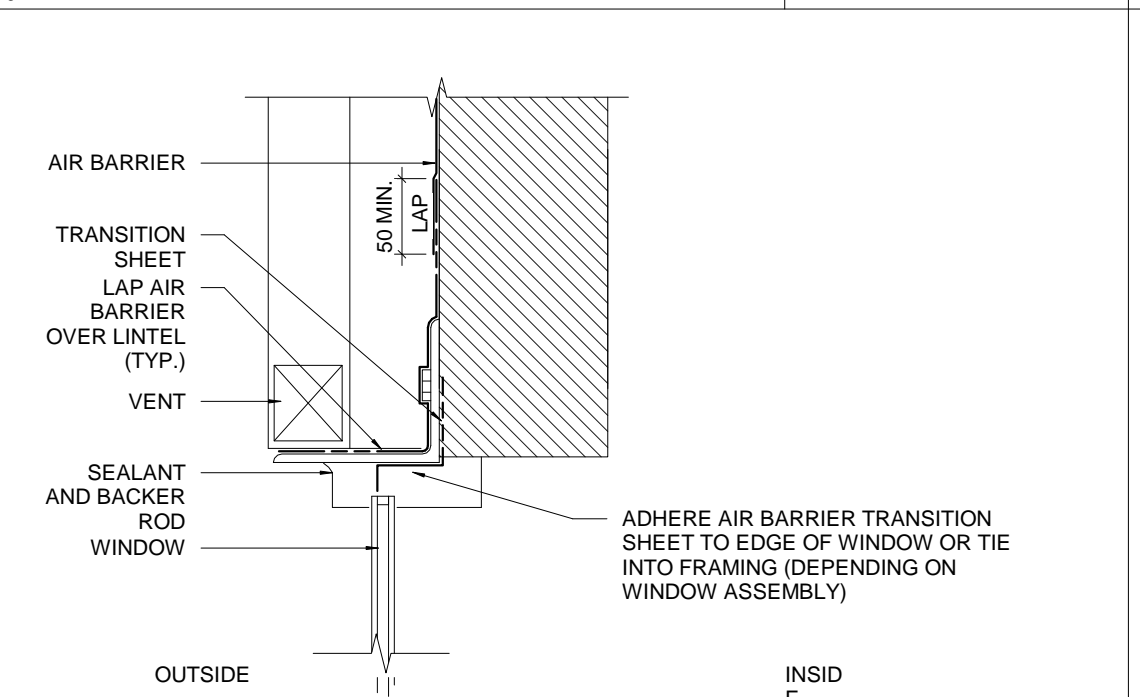 AIR BARRIER
50 MIN.
LAP
TRANSITION
SHEET
LAP AIR
BARRIER
OVER LINTEL
(TYP.)
VENT
SEALANT
AND BACKER
ROD
WINDOW
ADHERE AIR BARRIER TRANSITION
SHEET TO EDGE OF WINDOW OR TIE
INTO FRAMING (DEPENDING ON
WINDOW ASSEMBLY)
OUTSIDE
INSID